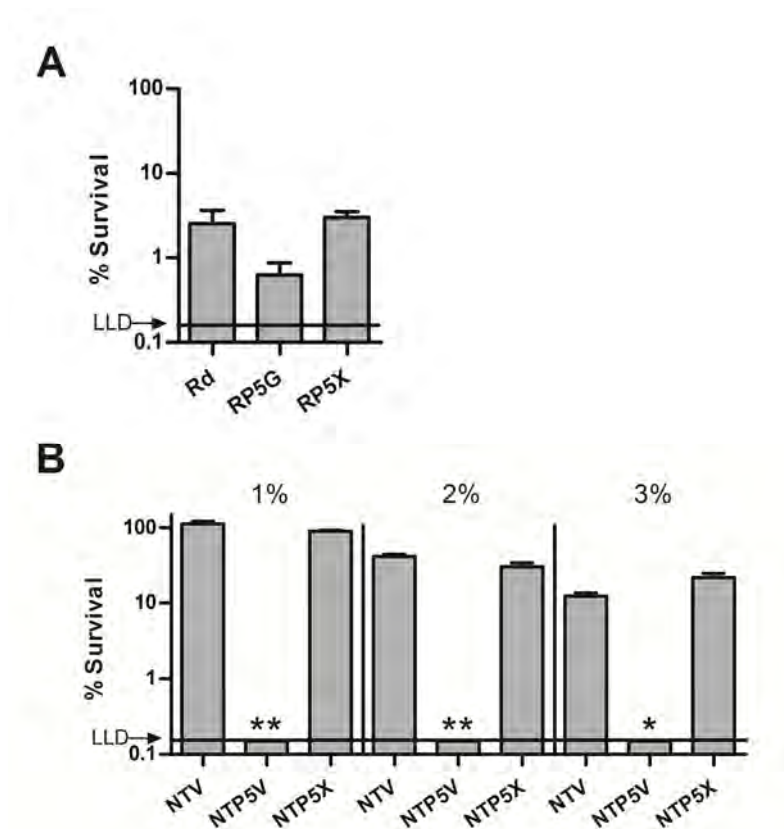 A
100
10
1
0.1
% Survival
LLD
Rd
RP5G
RP5X
B
1%
2%
3%
100
10
1
0.1
% Survival
LLD
**
**
*
NTV
NTP5V
NTP5X
NTV
NTP5V
NTP5X
NTV
NTP5V
NTP5X